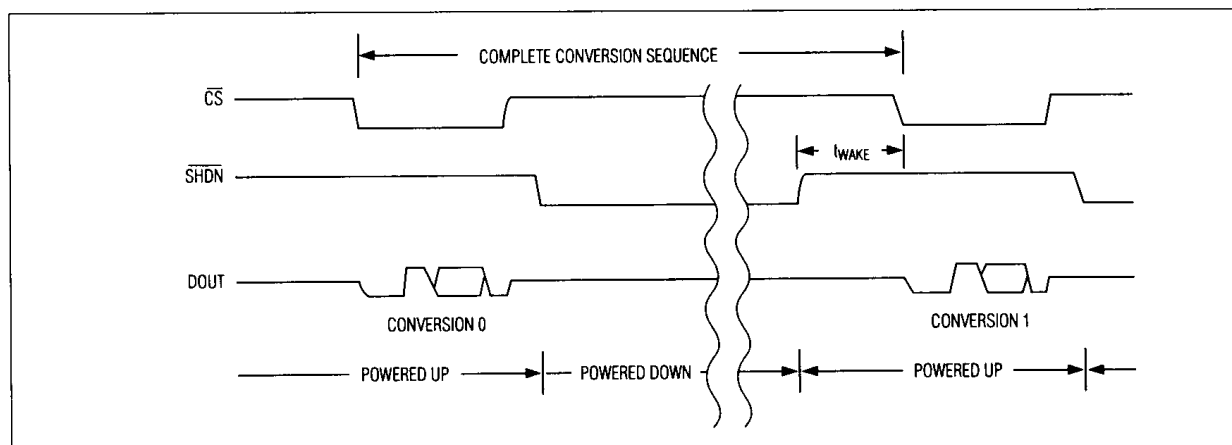 COMPLETE CONVERSION SEQUENCE
CS
tWAKE
SHDN
DOUT
CONVERSION 0
CONVERSION 1
POWERED UP
POWERED DOWN
POWERED UP